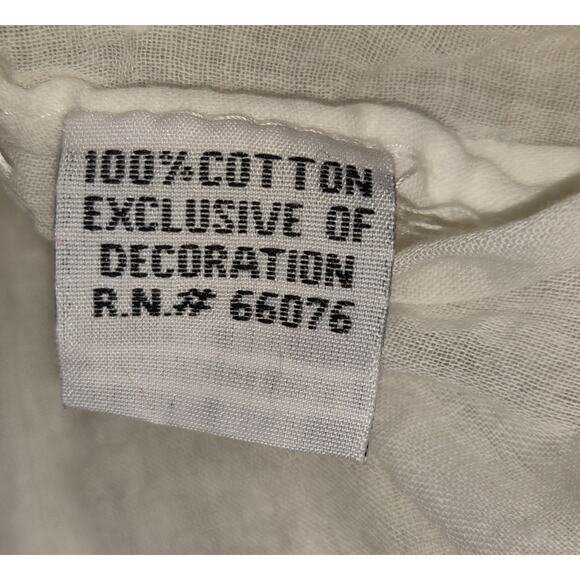 100% COTTON
EXCLUSIVE OF
DECORATION
R.N.# 66076